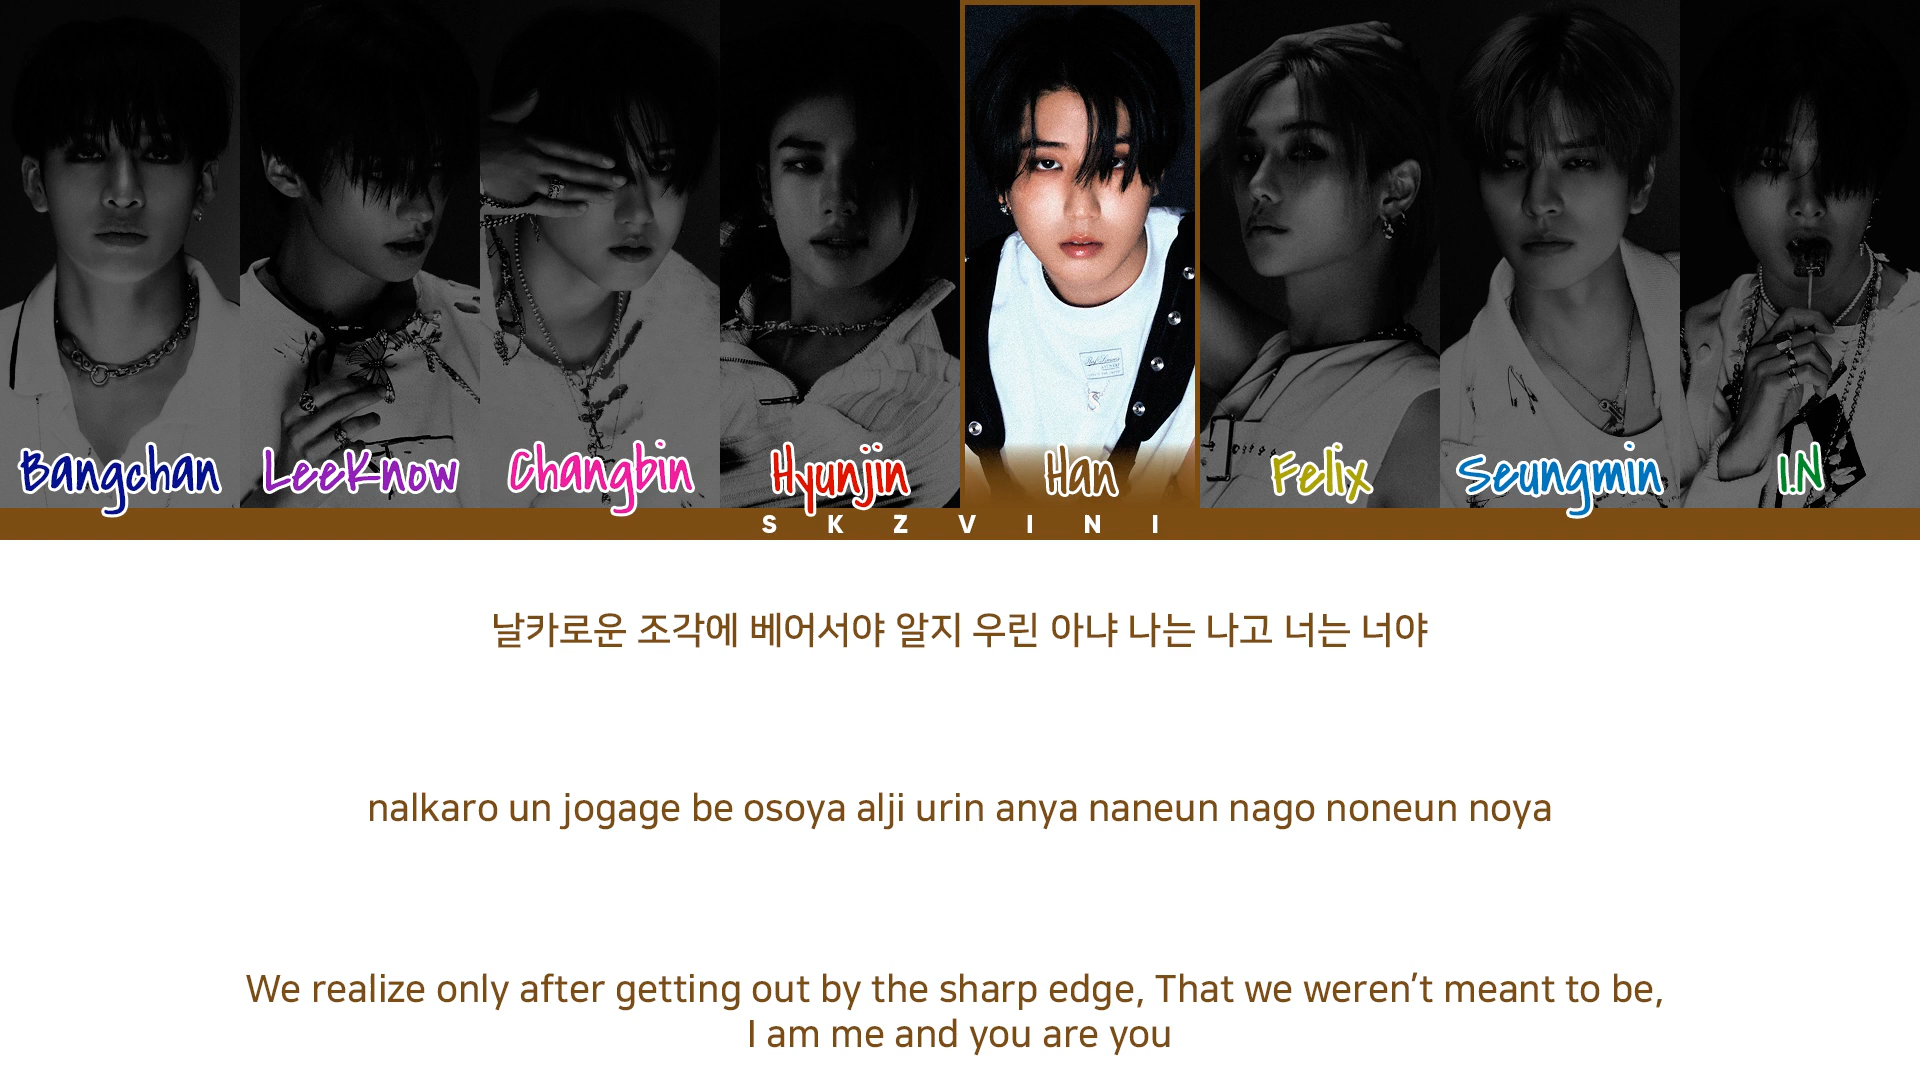 Bangchan LeeKnow Changbin Hyunjin Han Felix Seungmin I.N
SKZVINI
날카로운 조각에 베어서야 알지 우린 아냐 나는 나고 너는 너야
nalkaro un jogage be osoya alji urin anya naneun nago noneun noya
We realize only after getting out by the sharp edge, That we weren’t meant to be,
I am me and you are you